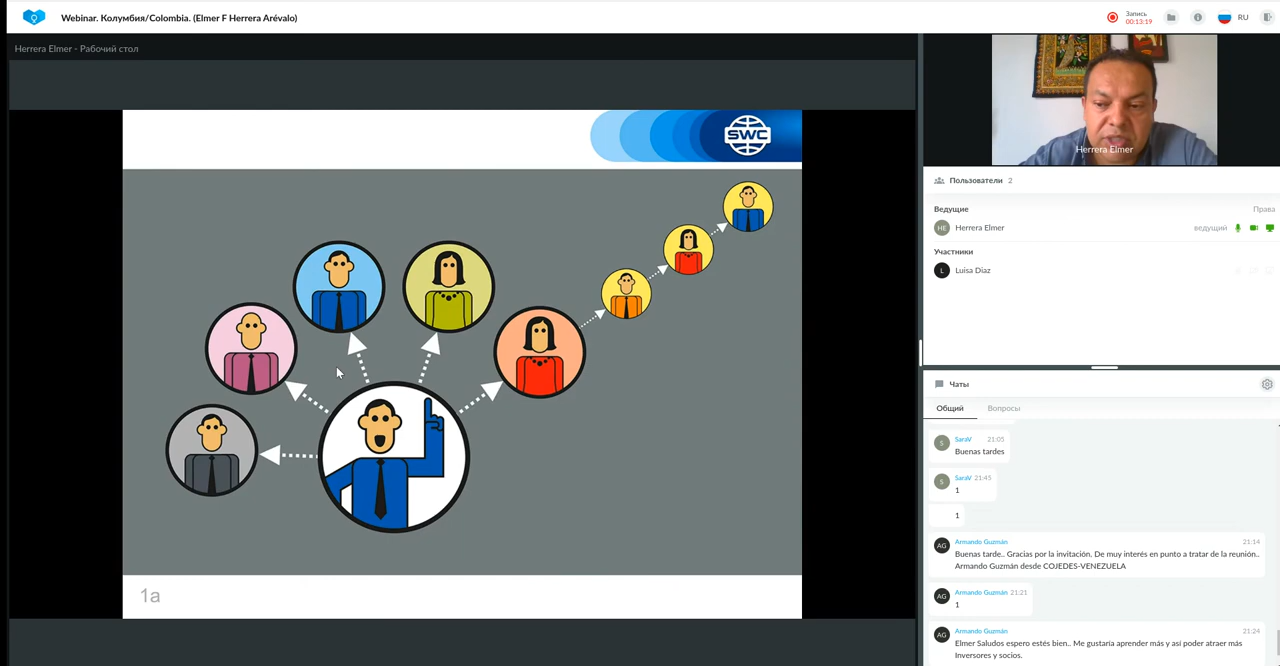 Webinar. Колумбия/Colombia. (Elmer F Herrera Arévalo)
Запись
00:13:19
RU
Herrera Elmer - Рабочий стол
SWC
1a
Herrera Elmer
Пользователи 2
Ведущие Права
HE Herrera Elmer ведущий
Участники
L Luisa Diaz
Чаты
Общий Вопросы
S SaraV 21:05
Buenas tardes
S SaraV 21:45
1
1
AG Armando Guzmán 21:14
Buenas tarde.. Gracias por la invitación. De muy interés en punto a tratar de la reunión..
Armando Guzmán desde COJEDES-VENEZUELA
AG Armando Guzmán 21:21
1
AG Armando Guzmán 21:24
Elmer Saludos espero estés bien.. Me gustaría aprender más y así poder atraer más
Inversores y socios.